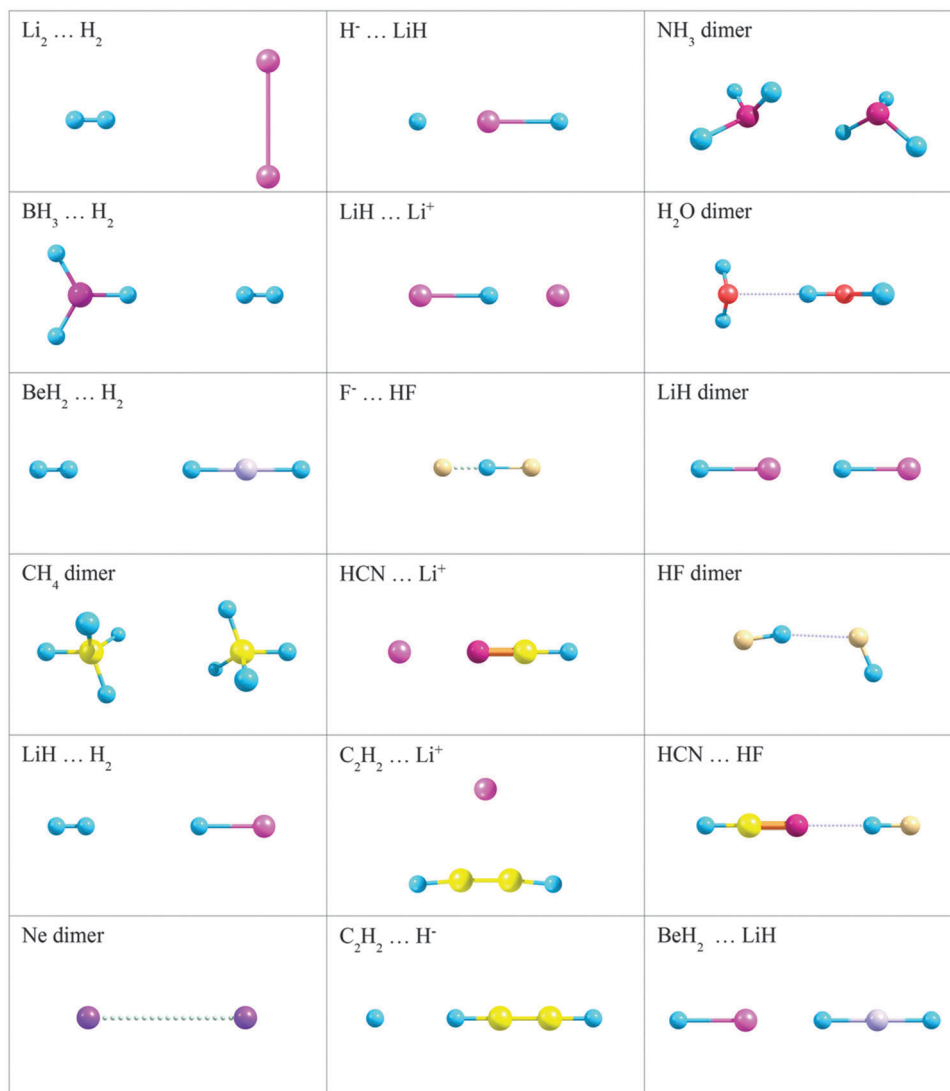 Li₂ … H₂
H⁻ … LiH
NH₃ dimer
BH₃ … H₂
LiH … Li⁺
H₂O dimer
BeH₂ … H₂
F⁻ … HF
LiH dimer
CH₄ dimer
HCN … Li⁺
HF dimer
LiH … H₂
C₂H₂ … Li⁺
HCN … HF
Ne dimer
C₂H₂ … H⁻
BeH₂ … LiH